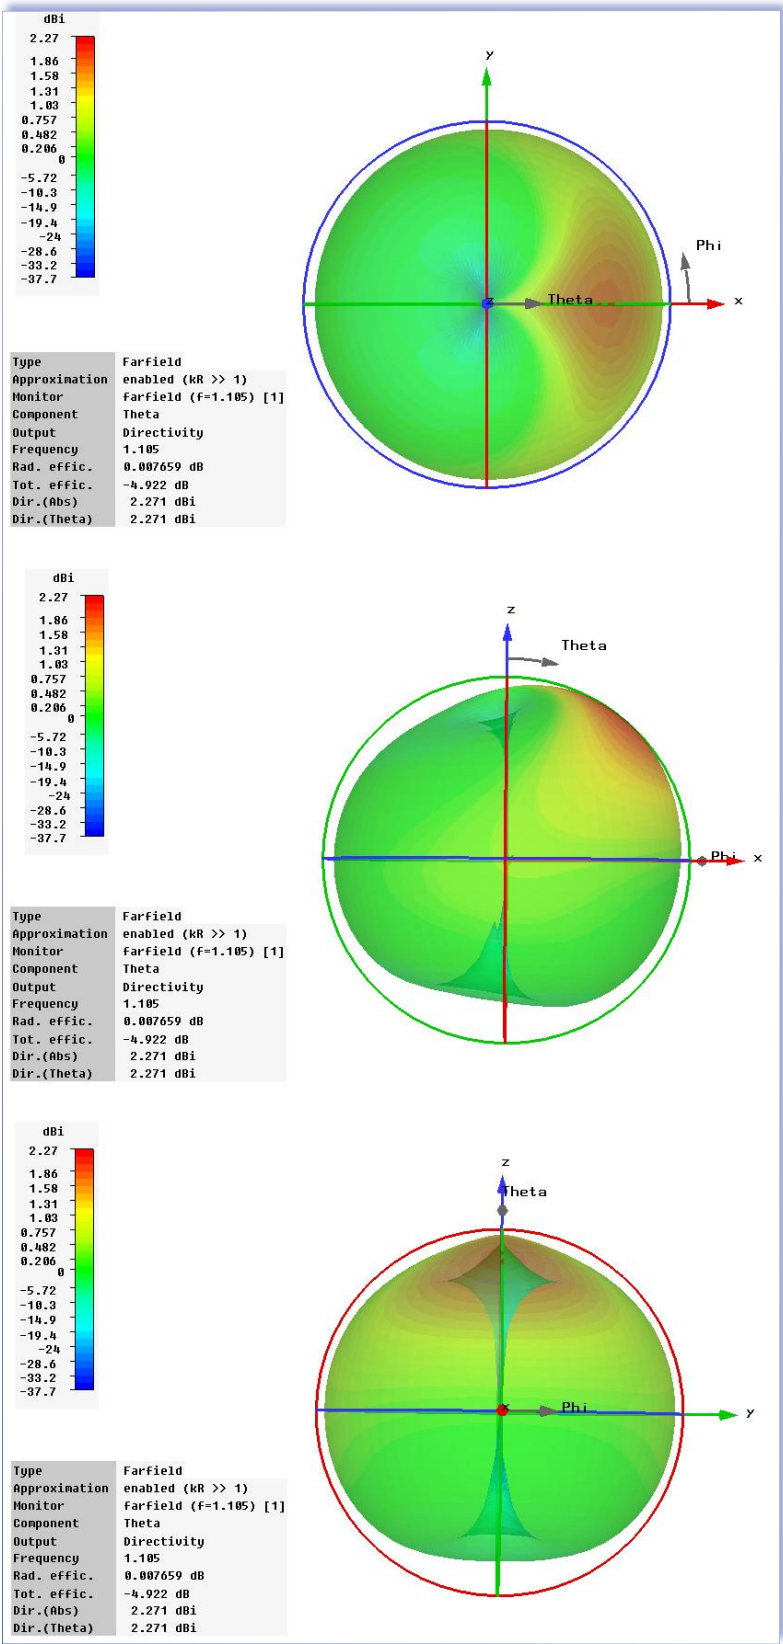 dBi
2.27
1.86
1.58
1.31
1.03
0.757
0.482
0.206
0
-5.72
-10.3
-14.9
-19.4
-24
-28.6
-33.2
-37.7
y
Phi
z
Theta
x
Type Farfield
Approximation enabled (kR >> 1)
Monitor farfield (f=1.105) [1]
Component Theta
Output Directivity
Frequency 1.105
Rad. effic. 0.007659 dB
Tot. effic. -4.922 dB
Dir.(Abs) 2.271 dBi
Dir.(Theta) 2.271 dBi
dBi
2.27
1.86
1.58
1.31
1.03
0.757
0.482
0.206
0
-5.72
-10.3
-14.9
-19.4
-24
-28.6
-33.2
-37.7
z
Theta
Phi
x
Type Farfield
Approximation enabled (kR >> 1)
Monitor farfield (f=1.105) [1]
Component Theta
Output Directivity
Frequency 1.105
Rad. effic. 0.007659 dB
Tot. effic. -4.922 dB
Dir.(Abs) 2.271 dBi
Dir.(Theta) 2.271 dBi
dBi
2.27
1.86
1.58
1.31
1.03
0.757
0.482
0.206
0
-5.72
-10.3
-14.9
-19.4
-24
-28.6
-33.2
-37.7
z
Theta
x
Phi
y
Type Farfield
Approximation enabled (kR >> 1)
Monitor farfield (f=1.105) [1]
Component Theta
Output Directivity
Frequency 1.105
Rad. effic. 0.007659 dB
Tot. effic. -4.922 dB
Dir.(Abs) 2.271 dBi
Dir.(Theta) 2.271 dBi